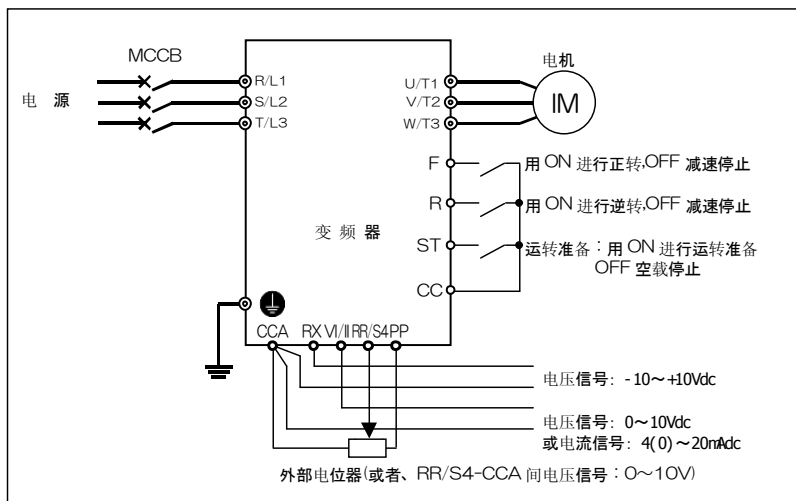 MCCB
电 源
R/L1
S/L2
T/L3
U/T1
V/T2
W/T3
电机
IM
F
用 ON 进行正转,OFF 减速停止
R
用 ON 进行逆转,OFF 减速停止
变 频 器
ST
运转准备：用 ON 进行运转准备
OFF 空载停止
CC
CCA RX VI/II RR/S4 PP
电压信号: -10～+10Vdc
电压信号: 0～10Vdc
或电流信号: 4(0)～20mAdc
外部电位器(或者、RR/S4-CCA 间电压信号：0～10V)